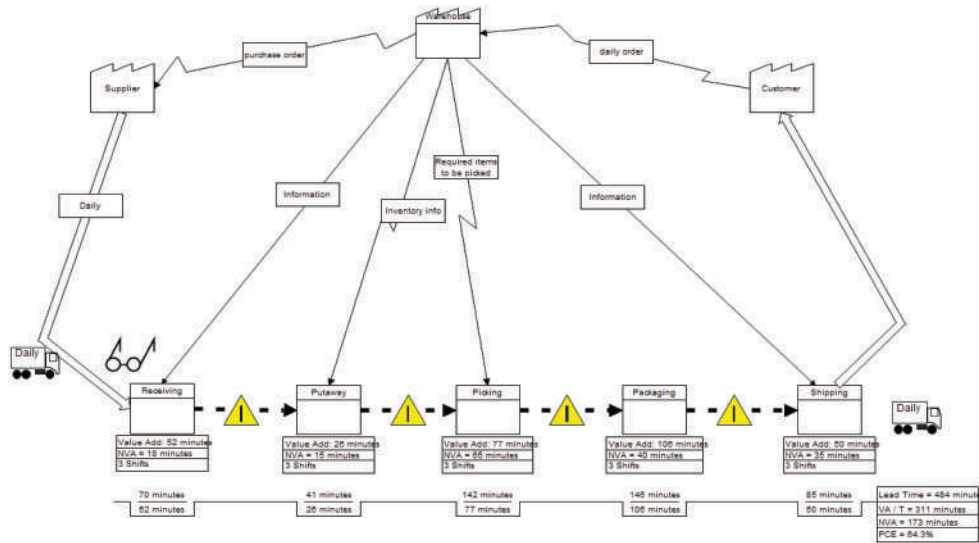 Warehouse
purchase order
daily order
Supplier
Customer
Required items
to be picked
Information
Information
Daily
Inventory info
Daily
Daily
Receiving
Putaway
Picking
Packaging
Shipping
I
I
I
I
Value Add: 52 minutes
NVA = 18 minutes
3 Shifts
Value Add: 26 minutes
NVA = 15 minutes
3 Shifts
Value Add: 77 minutes
NVA = 65 minutes
3 Shifts
Value Add: 106 minutes
NVA = 40 minutes
3 Shifts
Value Add: 50 minutes
NVA = 35 minutes
3 Shifts
70 minutes
52 minutes
41 minutes
26 minutes
142 minutes
77 minutes
146 minutes
106 minutes
85 minutes
50 minutes
Lead Time = 484 minute
VA / T = 311 minutes
NVA = 173 minutes
PCE = 64.3%